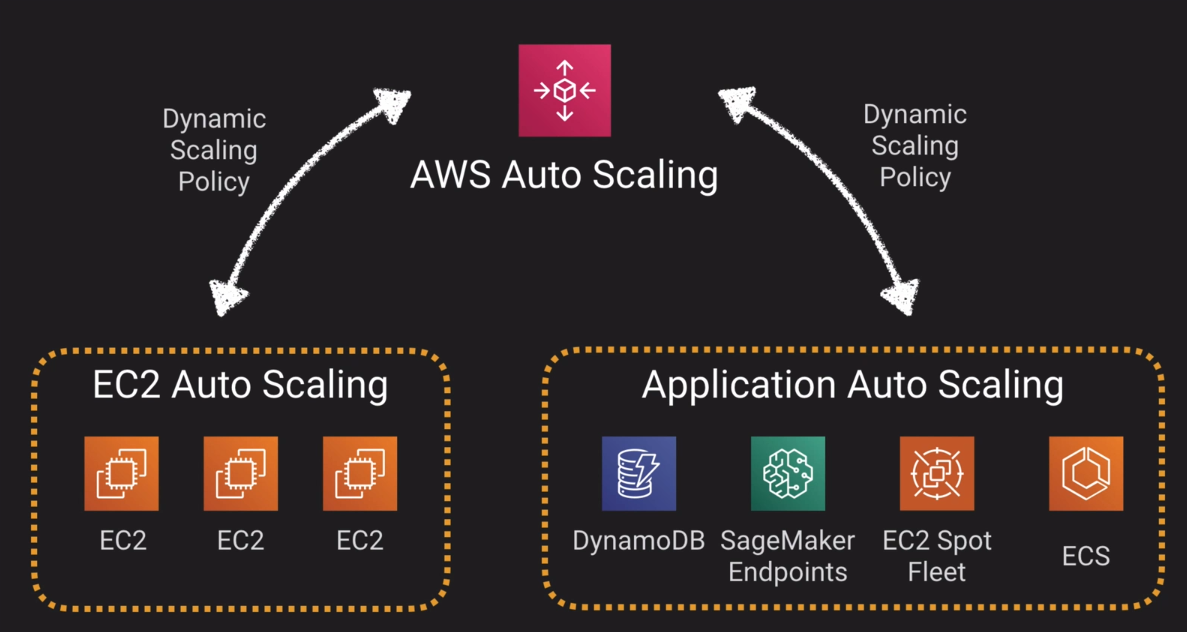 AWS Auto Scaling
Dynamic
Scaling
Policy
Dynamic
Scaling
Policy
EC2 Auto Scaling
EC2
EC2
EC2
Application Auto Scaling
DynamoDB
SageMaker
Endpoints
EC2 Spot
Fleet
ECS